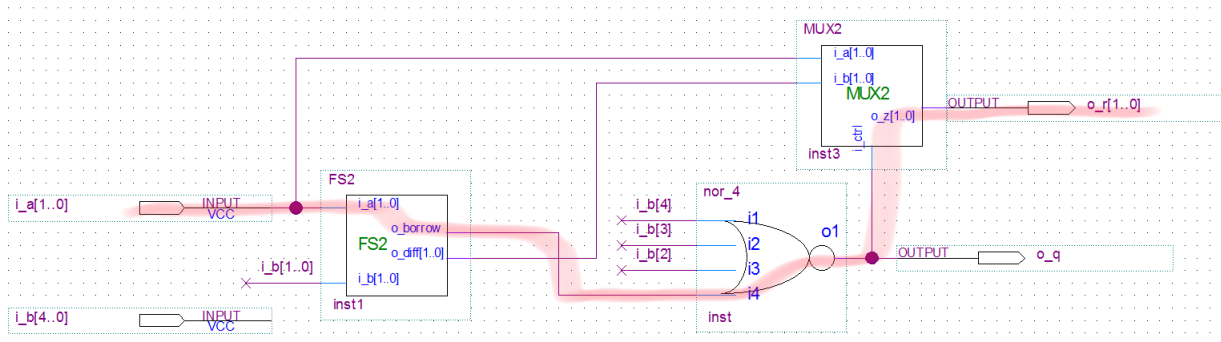 MUX2
i_a[1..0]
i_b[1..0]
MUX2
o_z[1..0]
i_ctrl
inst3
OUTPUT
o_r[1..0]
FS2
i_a[1..0]
INPUT
VCC
i_a[1..0]
o_borrow
FS2
o_diff[1..0]
i_b[1..0]
i_b[1..0]
inst1
i_b[4..0]
INPUT
VCC
nor_4
i_b[4]
i_b[3]
i_b[2]
i1
i2
i3
i4
o1
inst
OUTPUT
o_q